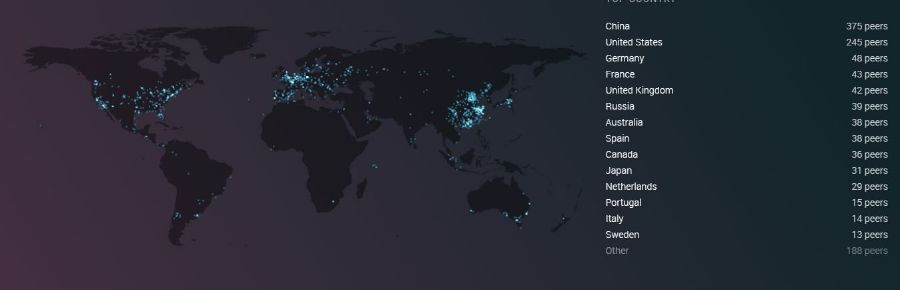 TOP COUNTRY
China 375 peers
United States 245 peers
Germany 48 peers
France 43 peers
United Kingdom 42 peers
Russia 39 peers
Australia 38 peers
Spain 38 peers
Canada 36 peers
Japan 31 peers
Netherlands 29 peers
Portugal 15 peers
Italy 14 peers
Sweden 13 peers
Other 188 peers